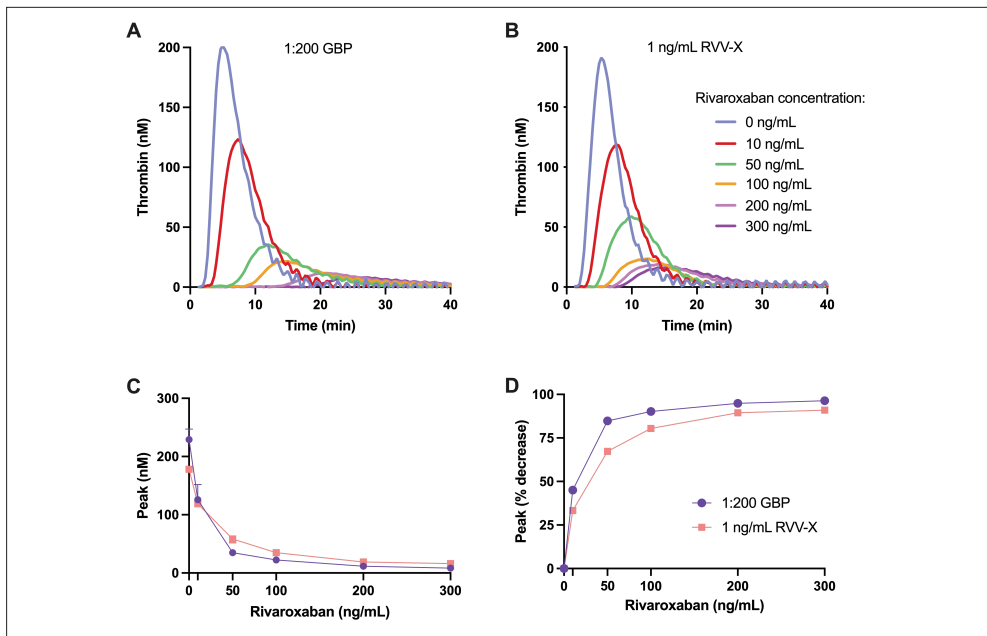 A
1:200 GBP
Thrombin (nM)
200
150
100
50
0
0 10 20 30 40
Time (min)
B
1 ng/mL RVV-X
Thrombin (nM)
200
150
100
50
0
0 10 20 30 40
Time (min)
Rivaroxaban concentration:
0 ng/mL
10 ng/mL
50 ng/mL
100 ng/mL
200 ng/mL
300 ng/mL
C
Peak (nM)
300
200
100
0
0 50 100 200 300
Rivaroxaban (ng/mL)
D
Peak (% decrease)
100
75
50
25
0
0 50 100 200 300
Rivaroxaban (ng/mL)
1:200 GBP
1 ng/mL RVV-X